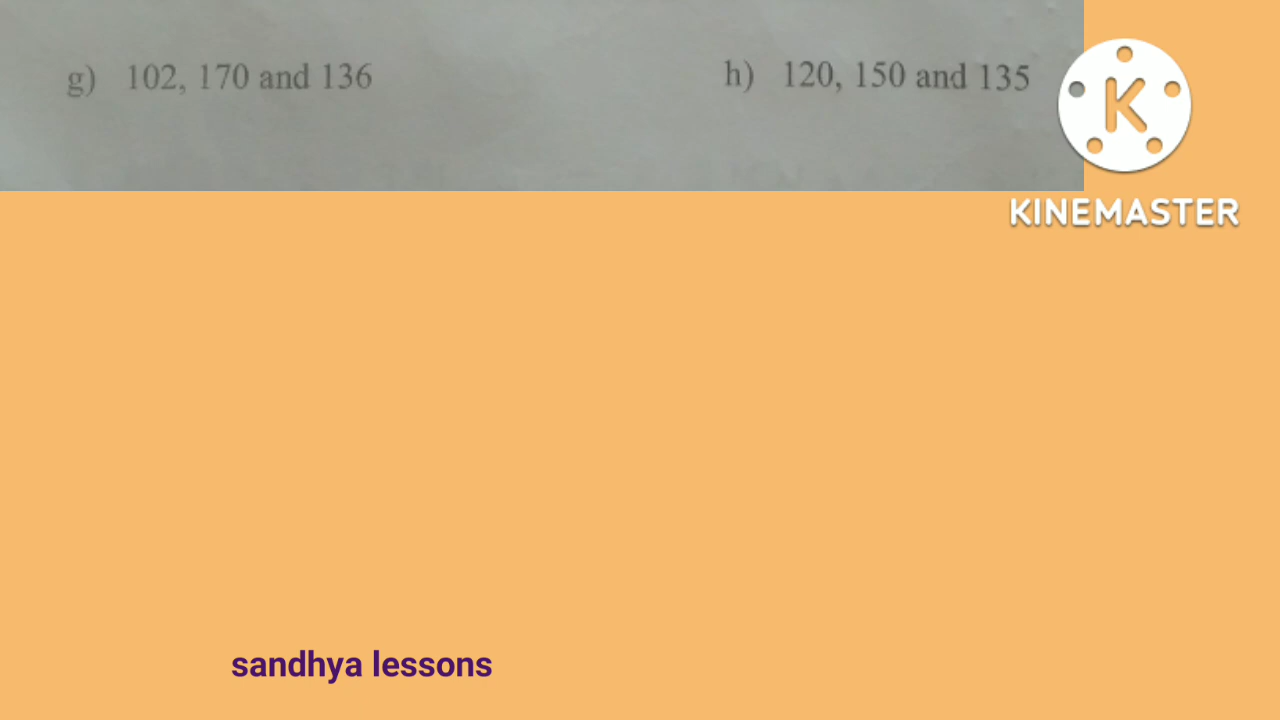 g) 102, 170 and 136
h) 120, 150 and 135
K
KINEMASTER
sandhya lessons